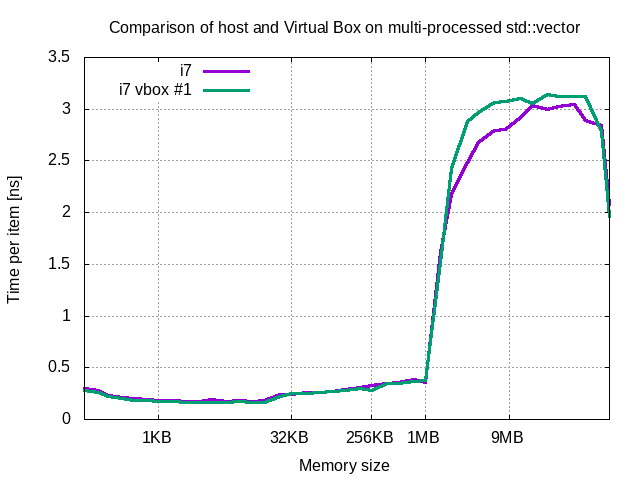 Comparison of host and Virtual Box on multi-processed std::vector
3.5
3
2.5
2
1.5
1
0.5
0
Time per item [ns]
i7
i7 vbox #1
1KB 32KB 256KB 1MB 9MB
Memory size